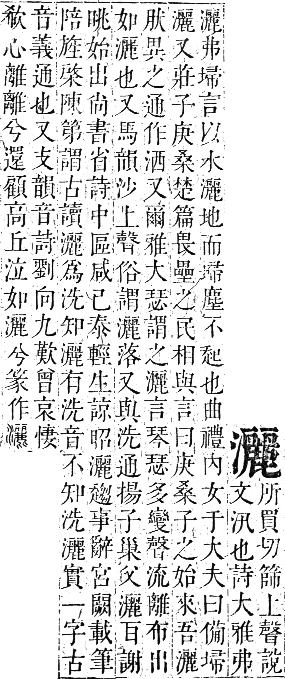 灑所買切篩上聲說
文汛也詩大雅弗
灑弗埽言以水灑地而埽塵不起也曲禮內女于大夫曰備埽
灑又莊子庚桑楚篇畏壘之民相與言曰庚桑子之始來吾灑
肰異之通作洒又爾雅大瑟謂之灑言琴瑟多變聲流離布出
如灑也又馬韻沙上聲俗謂灑落又與洗通揚子巢父灑百謝
眺始出尚書省詩中區咸已泰輕生諒昭灑趨事辭宮闕載筆
陪旌棨陳第謂古讀灑為洗知灑有洗音不知洗灑實一字古
音義通也又支韻音詩劉向九歎曾哀悽
欷心離離兮還顧高丘泣如灑兮篆作灑